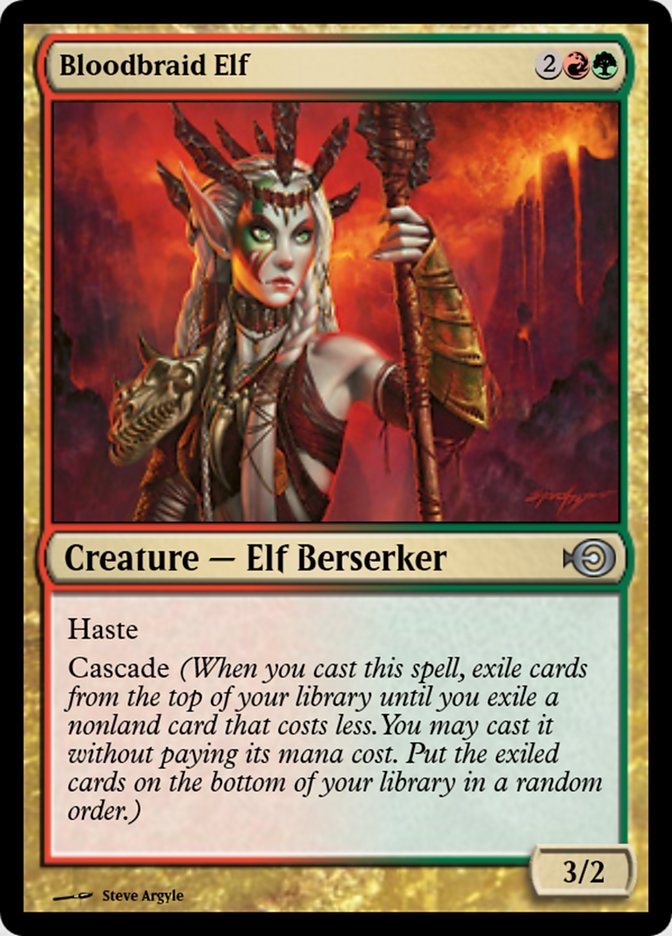 Bloodbraid Elf 2
Creature — Elf Berserker
Haste
Cascade (When you cast this spell, exile cards
from the top of your library until you exile a
nonland card that costs less. You may cast it
without paying its mana cost. Put the exiled
cards on the bottom of your library in a random
order.)
3/2
Steve Argyle